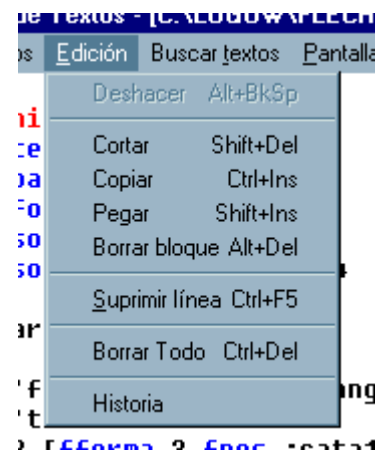 de Textos - [C:\LOGOW\FLECH
os Edición Buscar textos Pantalla
Deshacer Alt+BkSp
Cortar Shift+Del
Copiar Ctrl+Ins
Pegar Shift+Ins
Borrar bloque Alt+Del
Suprimir línea Ctrl+F5
Borrar Todo Ctrl+Del
Historia